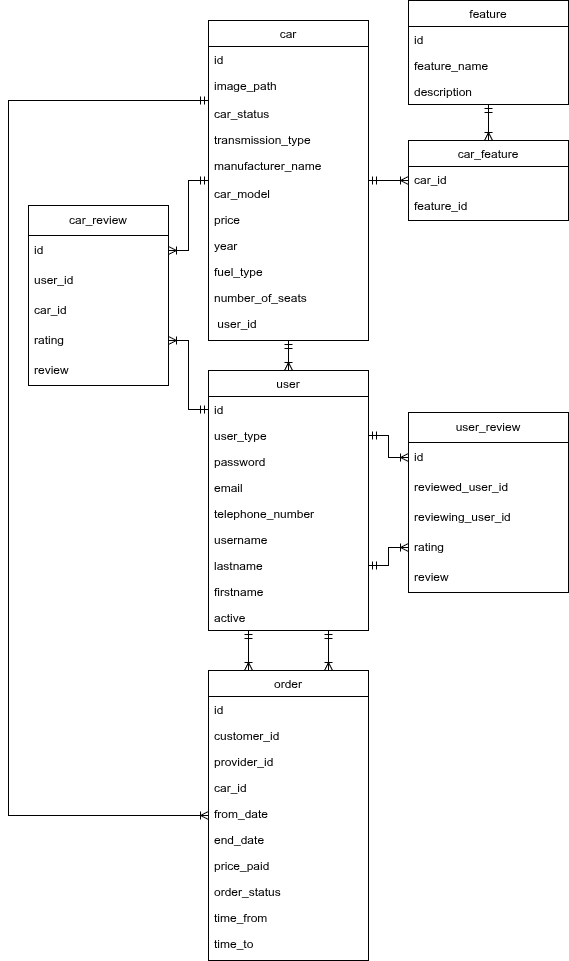 feature
id
feature_name
description
car
id
image_path
car_status
transmission_type
manufacturer_name
car_model
price
year
fuel_type
number_of_seats
user_id
car_feature
car_id
feature_id
car_review
id
user_id
car_id
rating
review
user
id
user_type
password
email
telephone_number
username
lastname
firstname
active
user_review
id
reviewed_user_id
reviewing_user_id
rating
review
order
id
customer_id
provider_id
car_id
from_date
end_date
price_paid
order_status
time_from
time_to